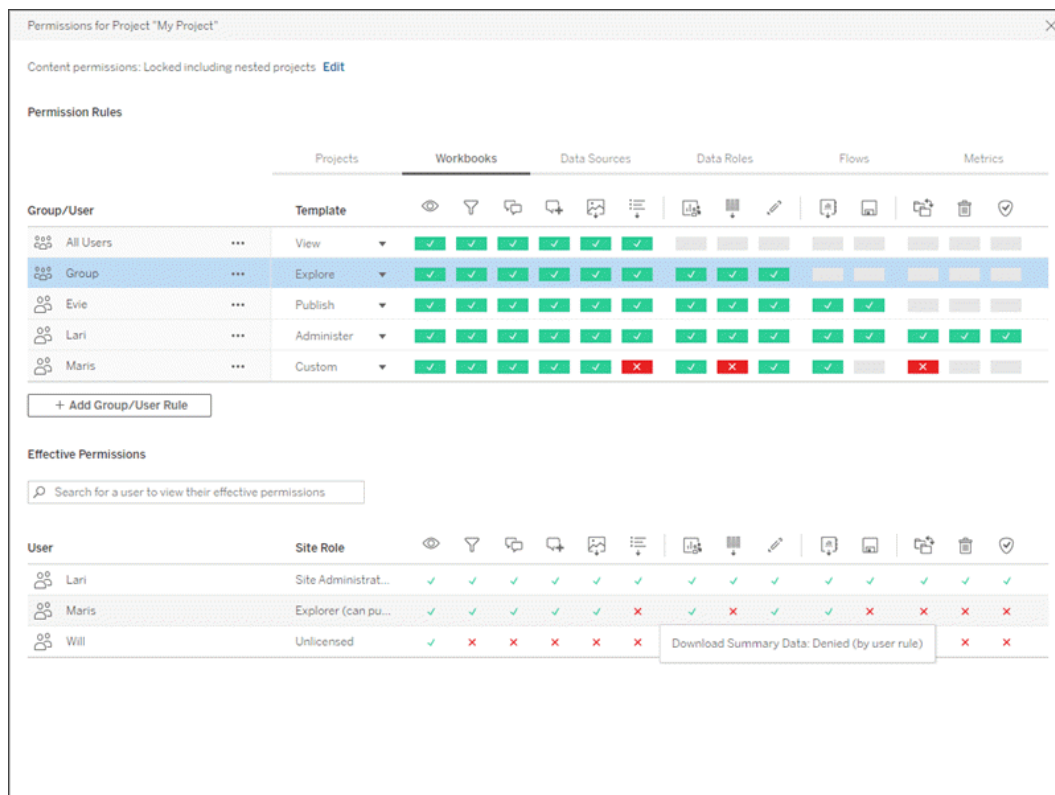 Permissions for Project "My Project"
Content permissions: Locked including nested projects Edit
Permission Rules
Projects Workbooks Data Sources Data Roles Flows Metrics
Group/User Template
All Users ... View
Group ... Explore
Evie ... Publish
Lari ... Administer
Maris ... Custom
+ Add Group/User Rule
Effective Permissions
Search for a user to view their effective permissions
User Site Role
Lari Site Administrat...
Maris Explorer (can pu...
Will Unlicensed
Download Summary Data: Denied (by user rule)